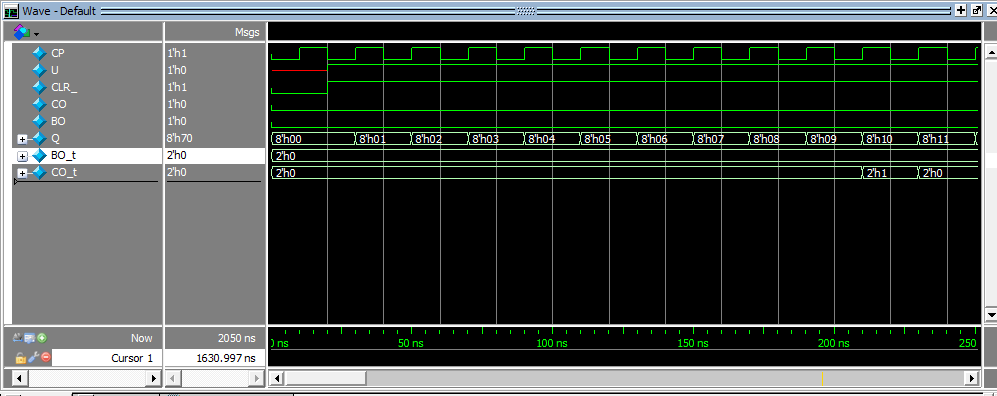 Wave - Default
Msgs
CP 1'h1
U 1'h0
CLR_ 1'h1
CO 1'h0
BO 1'h0
Q 8'h70 8'h00 8'h01 8'h02 8'h03 8'h04 8'h05 8'h06 8'h07 8'h08 8'h09 8'h10 8'h11
BO_t 2'h0 2'h0
CO_t 2'h0 2'h0 2'h1 2'h0
Now 2050 ns ns 50 ns 100 ns 150 ns 200 ns 250
Cursor 1 1630.997 ns